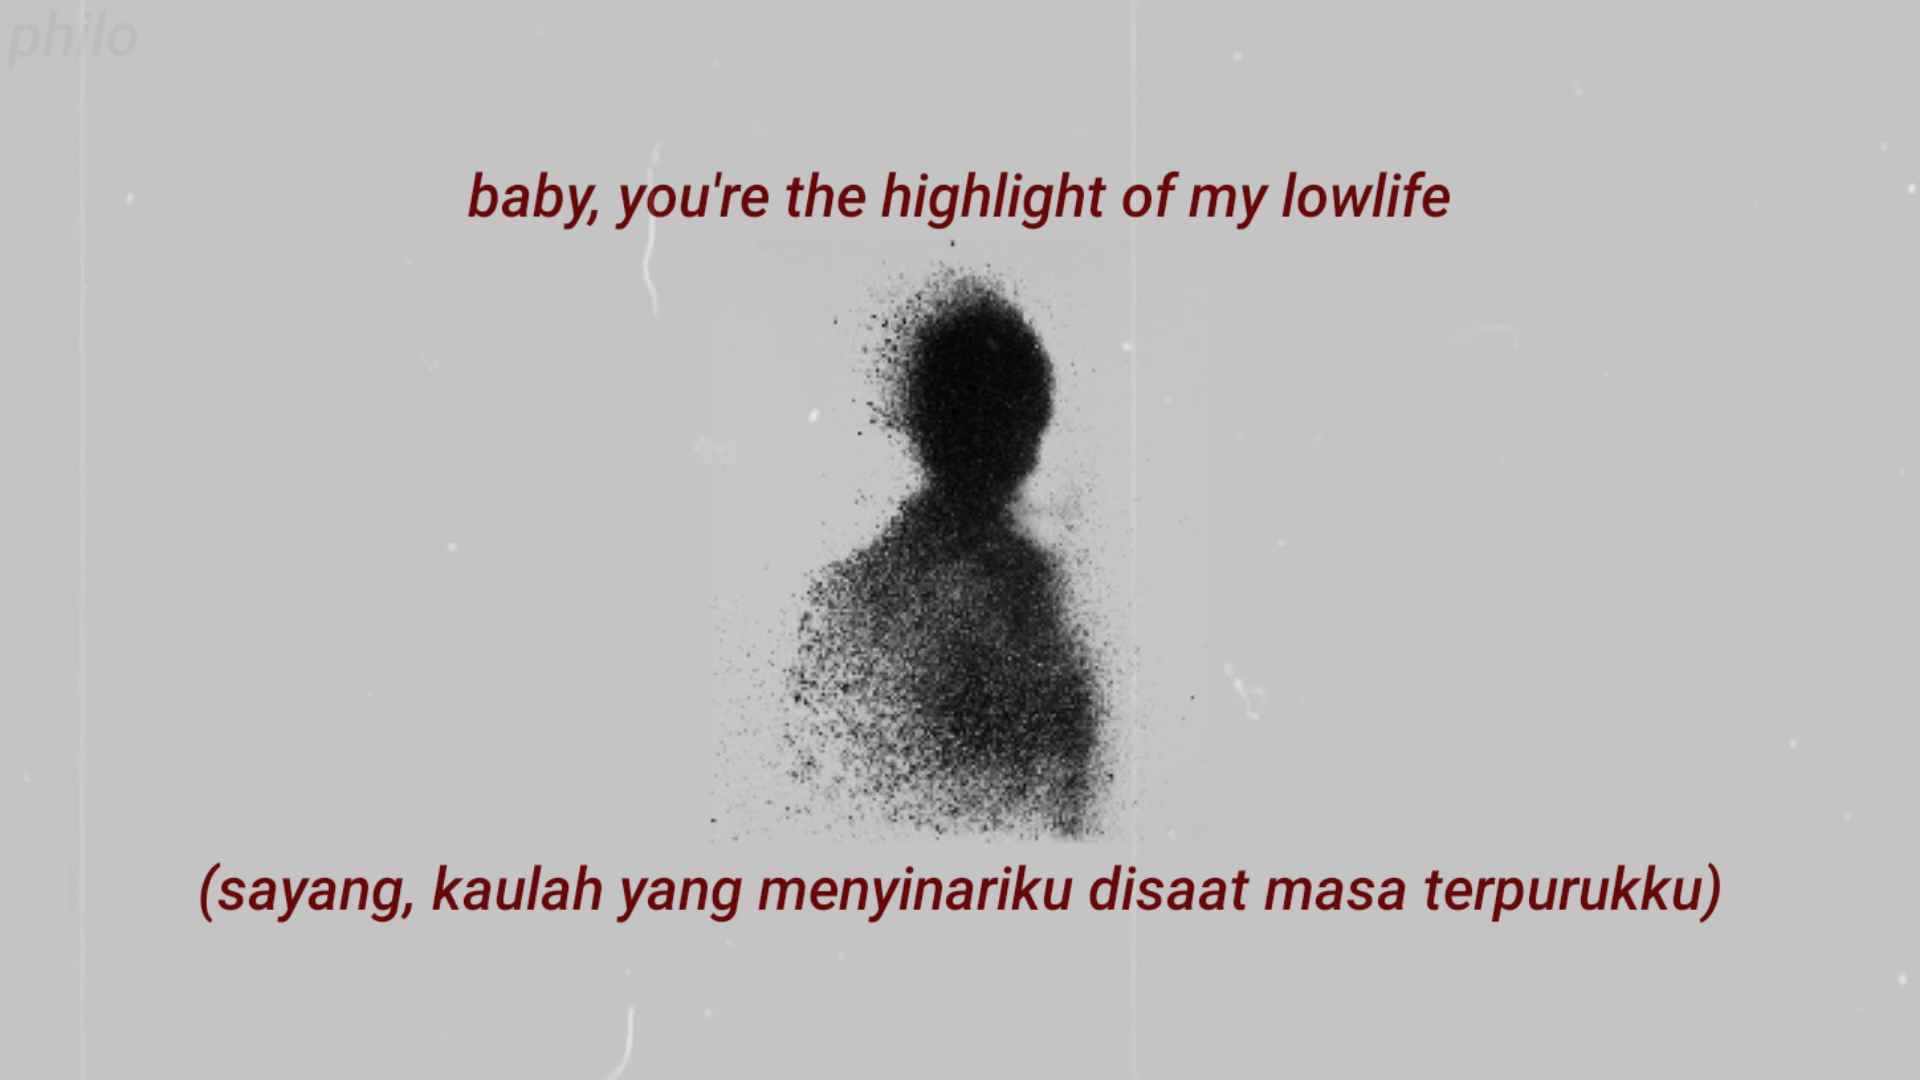 philo
baby, you're the highlight of my lowlife
(sayang, kaulah yang menyinariku disaat masa terpurukku)